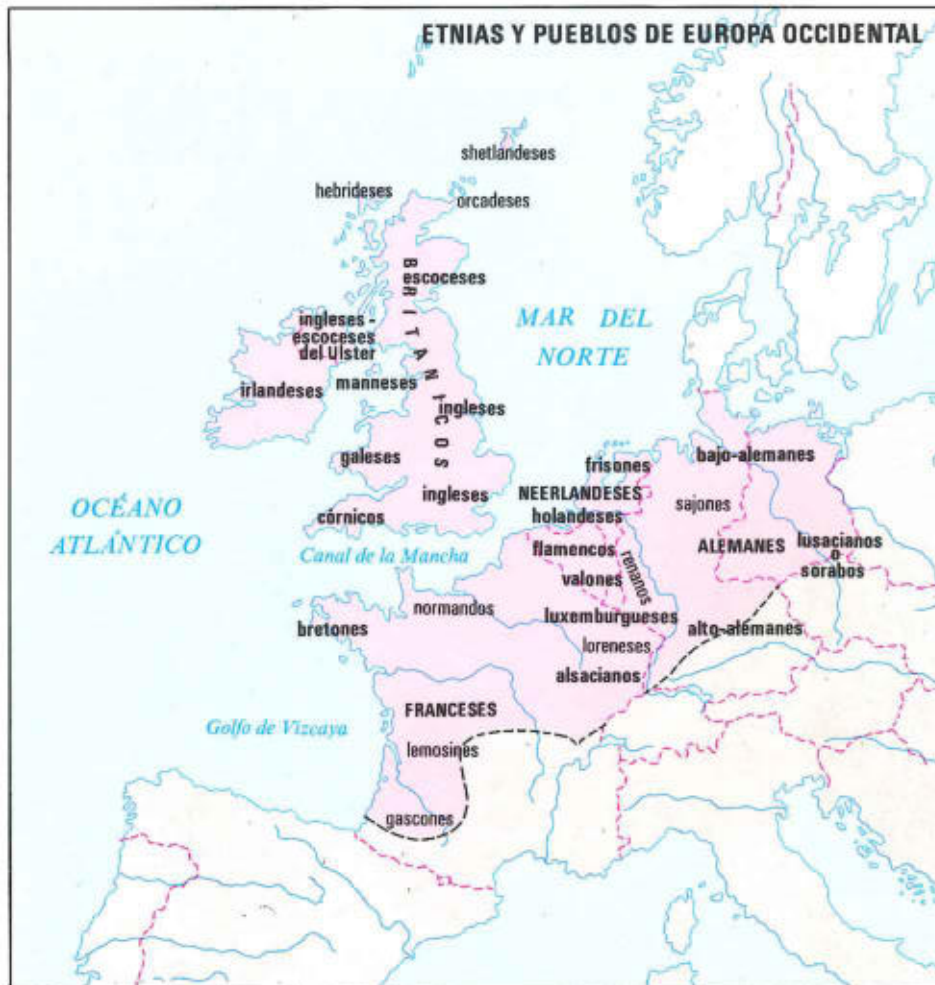 ETNIAS Y PUEBLOS DE EUROPA OCCIDENTAL
shetlandeses
hebrideses
orcadeses
BRITANICOS
escoceses
ingleses -
escoceses
del Ulster
MAR DEL
NORTE
irlandeses
manneses
ingleses
galeses
frisones
bajo-alemanes
ingleses
NEERLANDESES
sajones
OCÉANO
ATLÁNTICO
córnicos
holandeses
Canal de la Mancha
flamencos
renanos
ALEMANES
lusacianos
o
sorabos
valones
normandos
luxemburgueses
bretones
alto-alemanes
loreneses
alsacianos
FRANCESES
Golfo de Vizcaya
lemosines
gascones